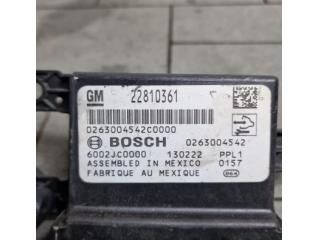 GM 22810361
0263004542C0000
BOSCH 0263004542
6002JC0000 130222 PPL1
ASSEMBLED IN MEXICO 0157
FABRIQUE AU MEXIQUE